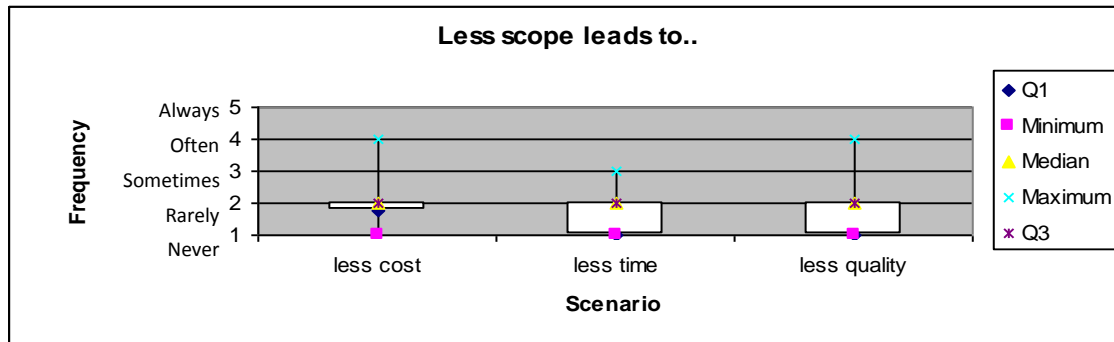 Less scope leads to..
Frequency
Always 5
Often 4
Sometimes 3
Rarely 2
Never 1
less cost less time less quality
Scenario
Q1
Minimum
Median
Maximum
Q3